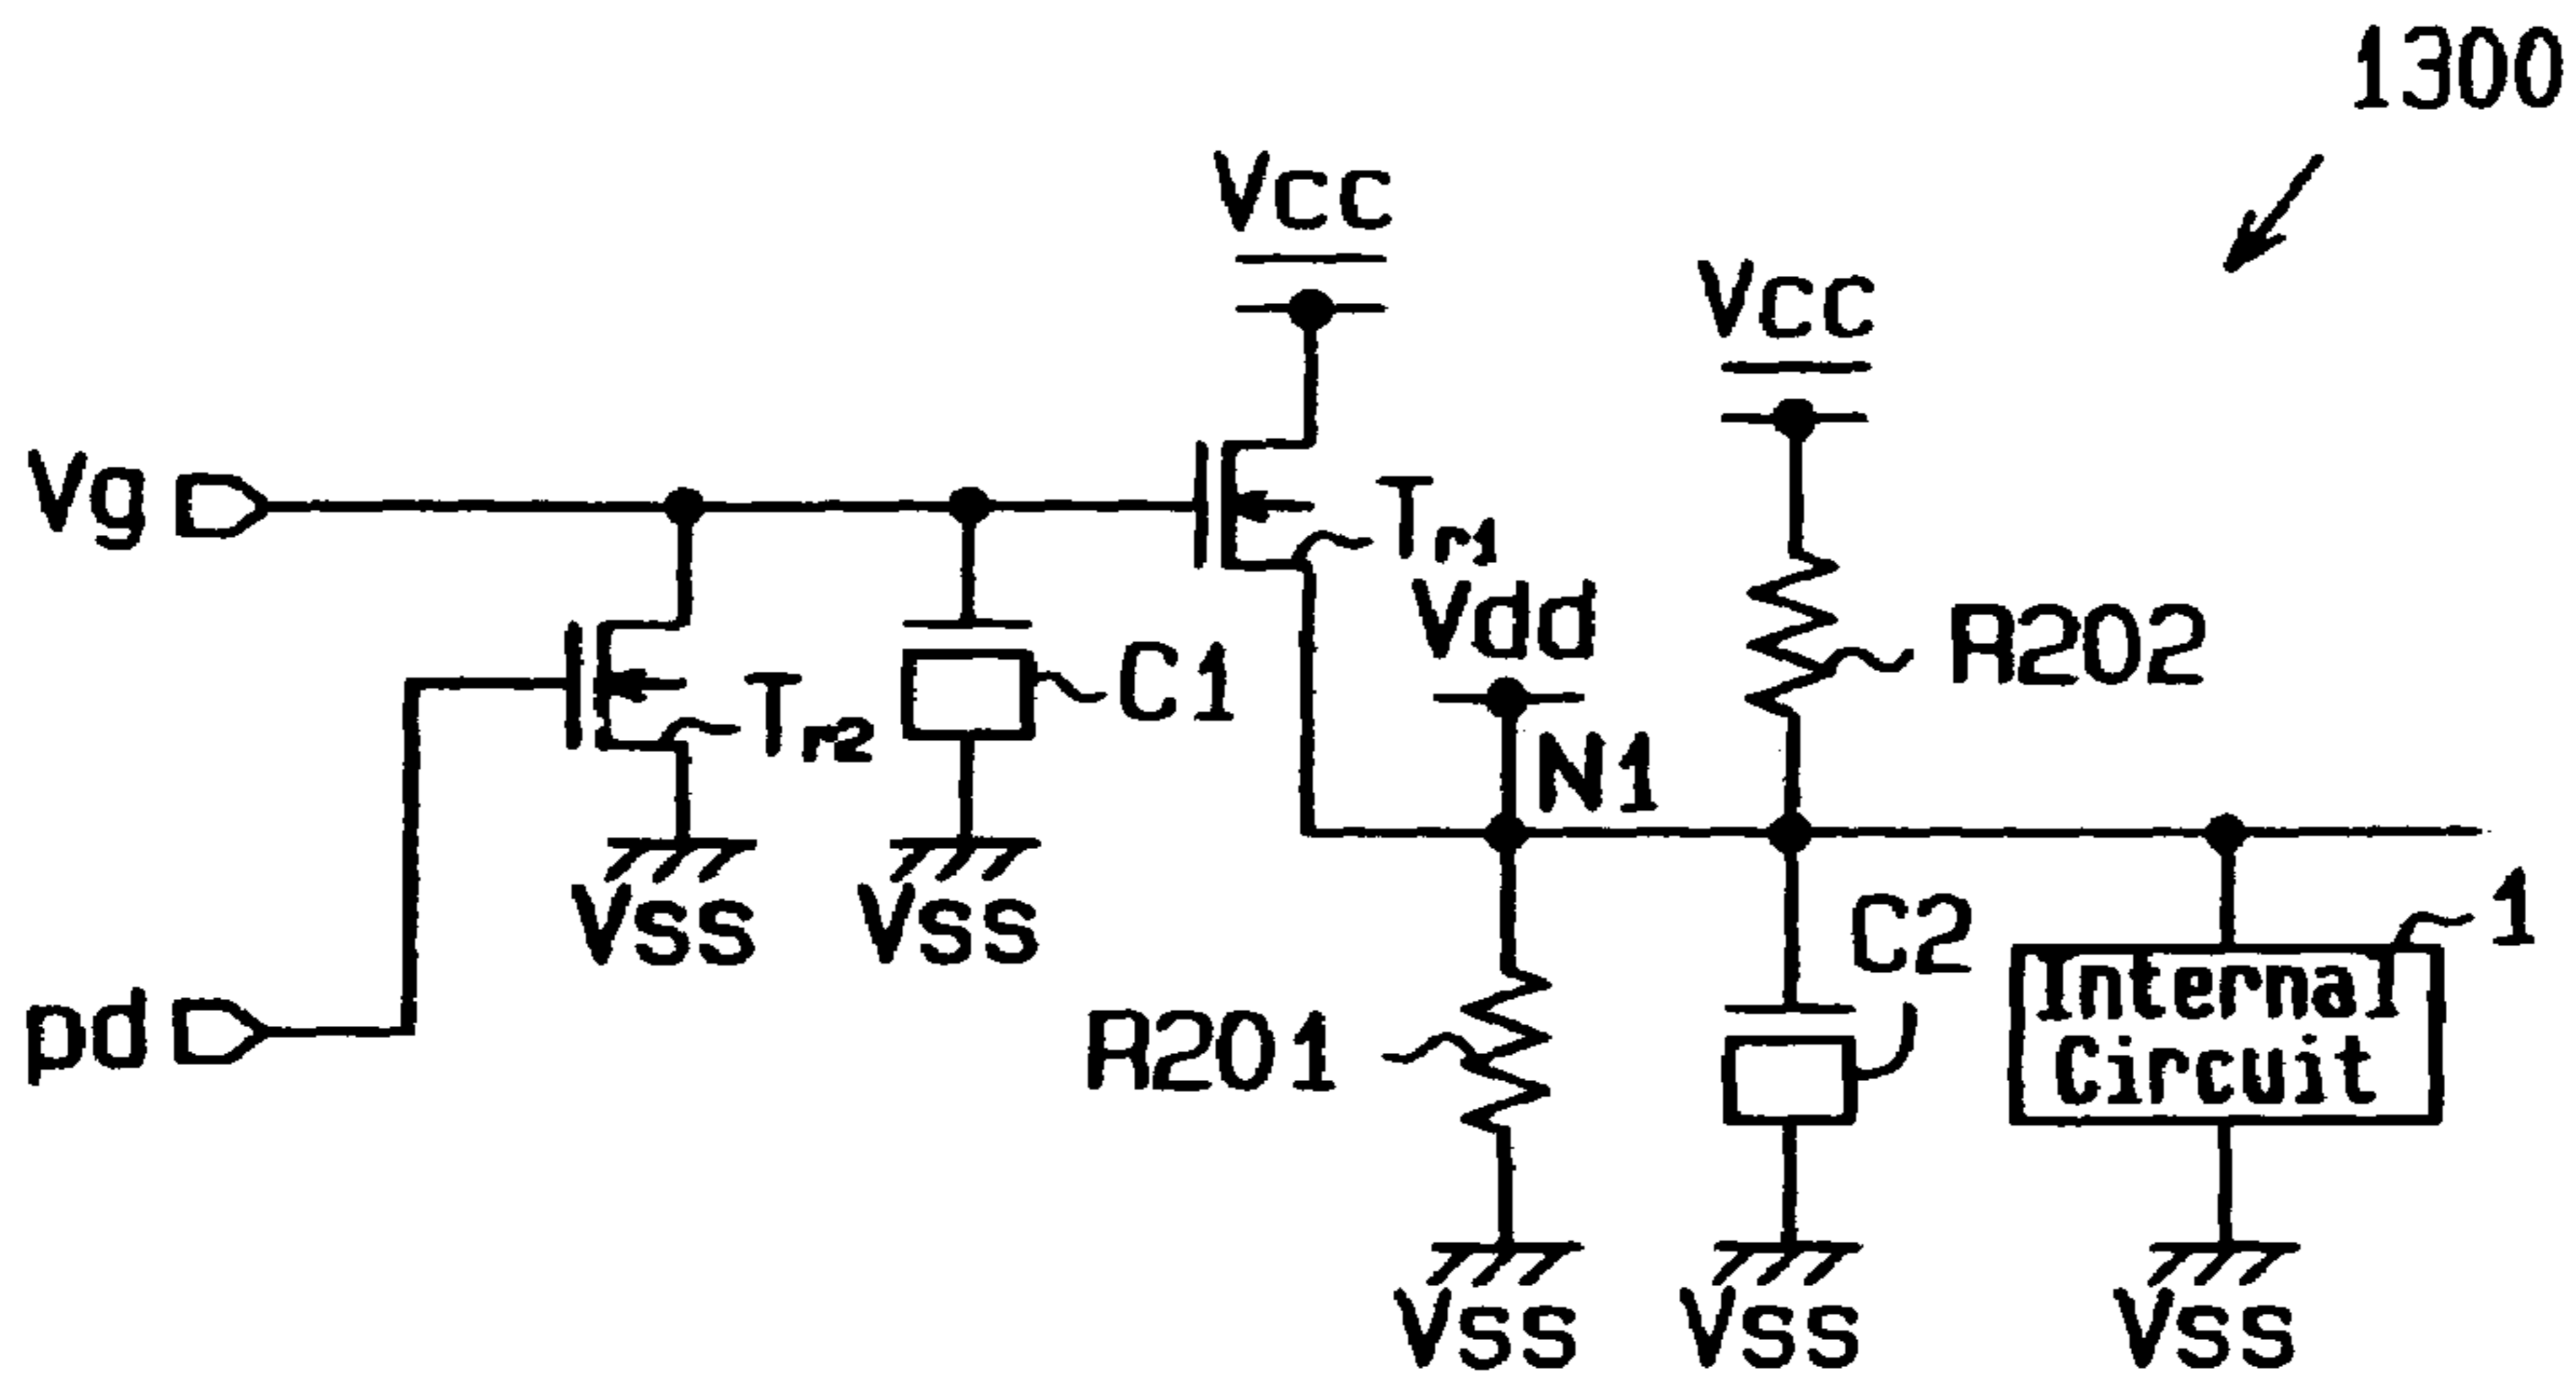 1300
Vcc
Vcc
Vg
Tr1
Vdd
R202
C1
Tr2
N1
Vss
Vss
C2
1
pd
R201
Internal
Circuit
Vss
Vss
Vss